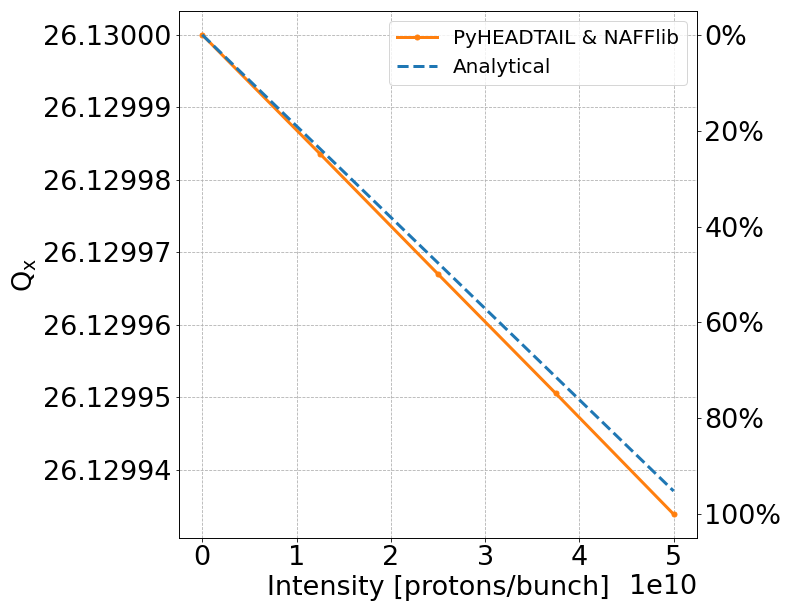 PyHEADTAIL & NAFFlib
Analytical
26.13000
26.12999
26.12998
26.12997
26.12996
26.12995
26.12994
Qx
0%
20%
40%
60%
80%
100%
0 1 2 3 4 5
Intensity [protons/bunch] 1e10